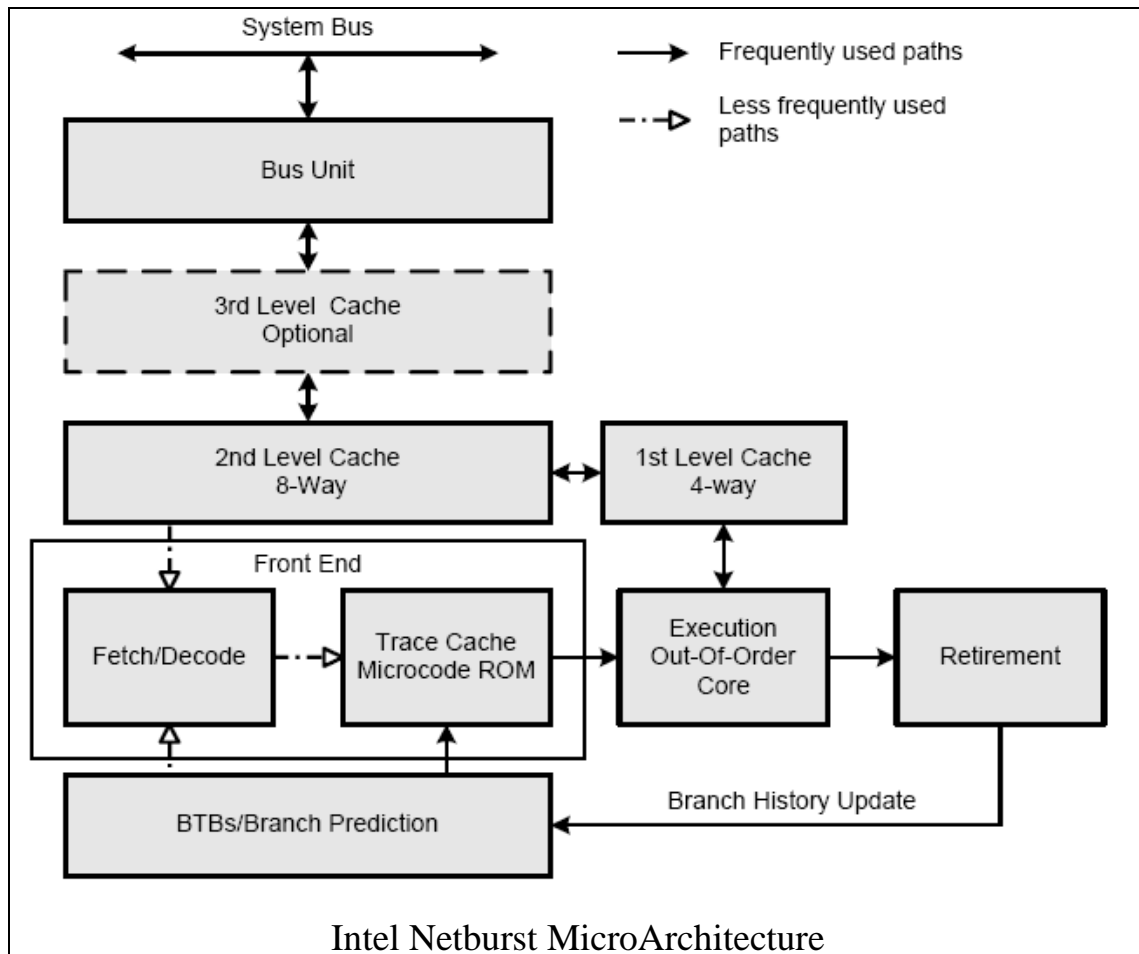 System Bus
Frequently used paths
Less frequently used
paths
Bus Unit
3rd Level Cache
Optional
2nd Level Cache
8-Way
1st Level Cache
4-way
Front End
Fetch/Decode
Trace Cache
Microcode ROM
Execution
Out-Of-Order
Core
Retirement
BTBs/Branch Prediction
Branch History Update
Intel Netburst MicroArchitecture